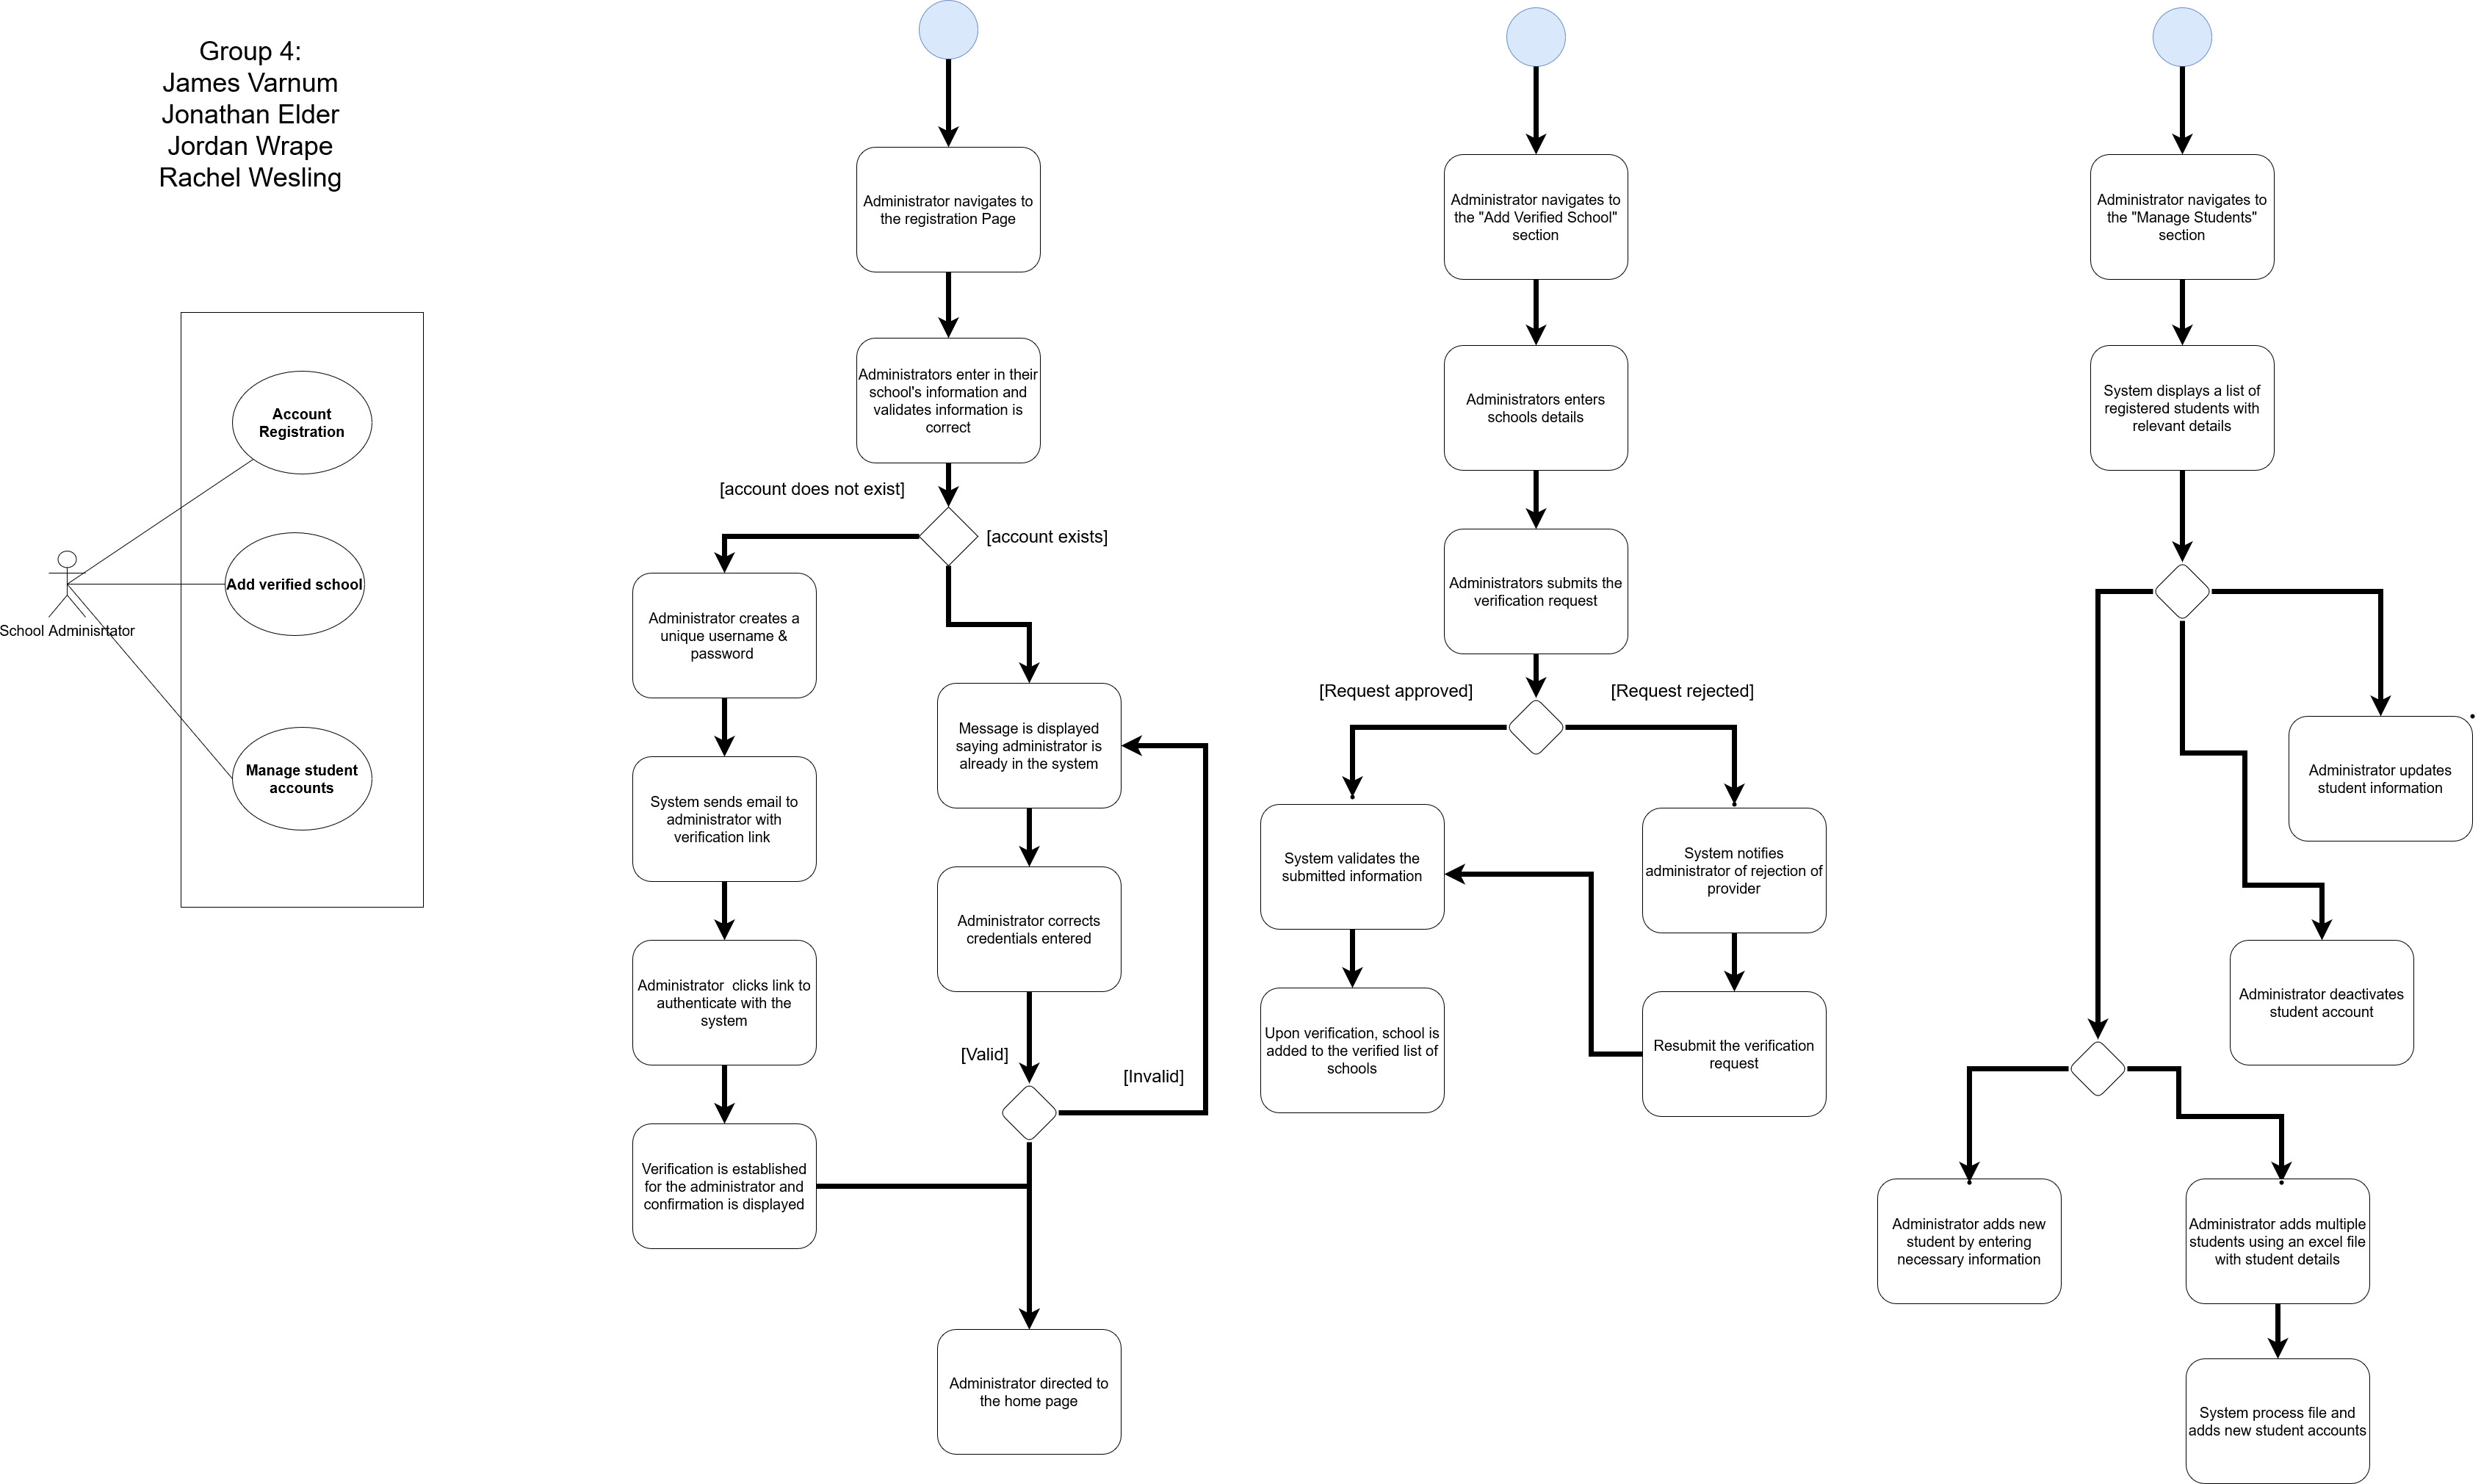 Group 4:
James Varnum
Jonathan Elder
Jordan Wrape
Rachel Wesling
Account
Registration
Add verified school
School Adminisrtator
Manage student
accounts
Administrator navigates to
the registration Page
Administrators enter in their
school's information and
validates information is
correct
[account does not exist]
[account exists]
Administrator creates a
unique username &
password
System sends email to
administrator with
verification link
Administrator  clicks link to
authenticate with the
system
Verification is established
for the administrator and
confirmation is displayed
Message is displayed
saying administrator is
already in the system
Administrator corrects
credentials entered
[Valid]
[Invalid]
Administrator directed to
the home page
Administrator navigates to
the "Add Verified School"
section
Administrators enters
schools details
Administrators submits the
verification request
[Request approved]
[Request rejected]
System validates the
submitted information
Upon verification, school is
added to the verified list of
schools
System notifies
administrator of rejection of
provider
Resubmit the verification
request
Administrator navigates to
the "Manage Students"
section
System displays a list of
registered students with
relevant details
Administrator updates
student information
Administrator deactivates
student account
Administrator adds new
student by entering
necessary information
Administrator adds multiple
students using an excel file
with student details
System process file and
adds new student accounts